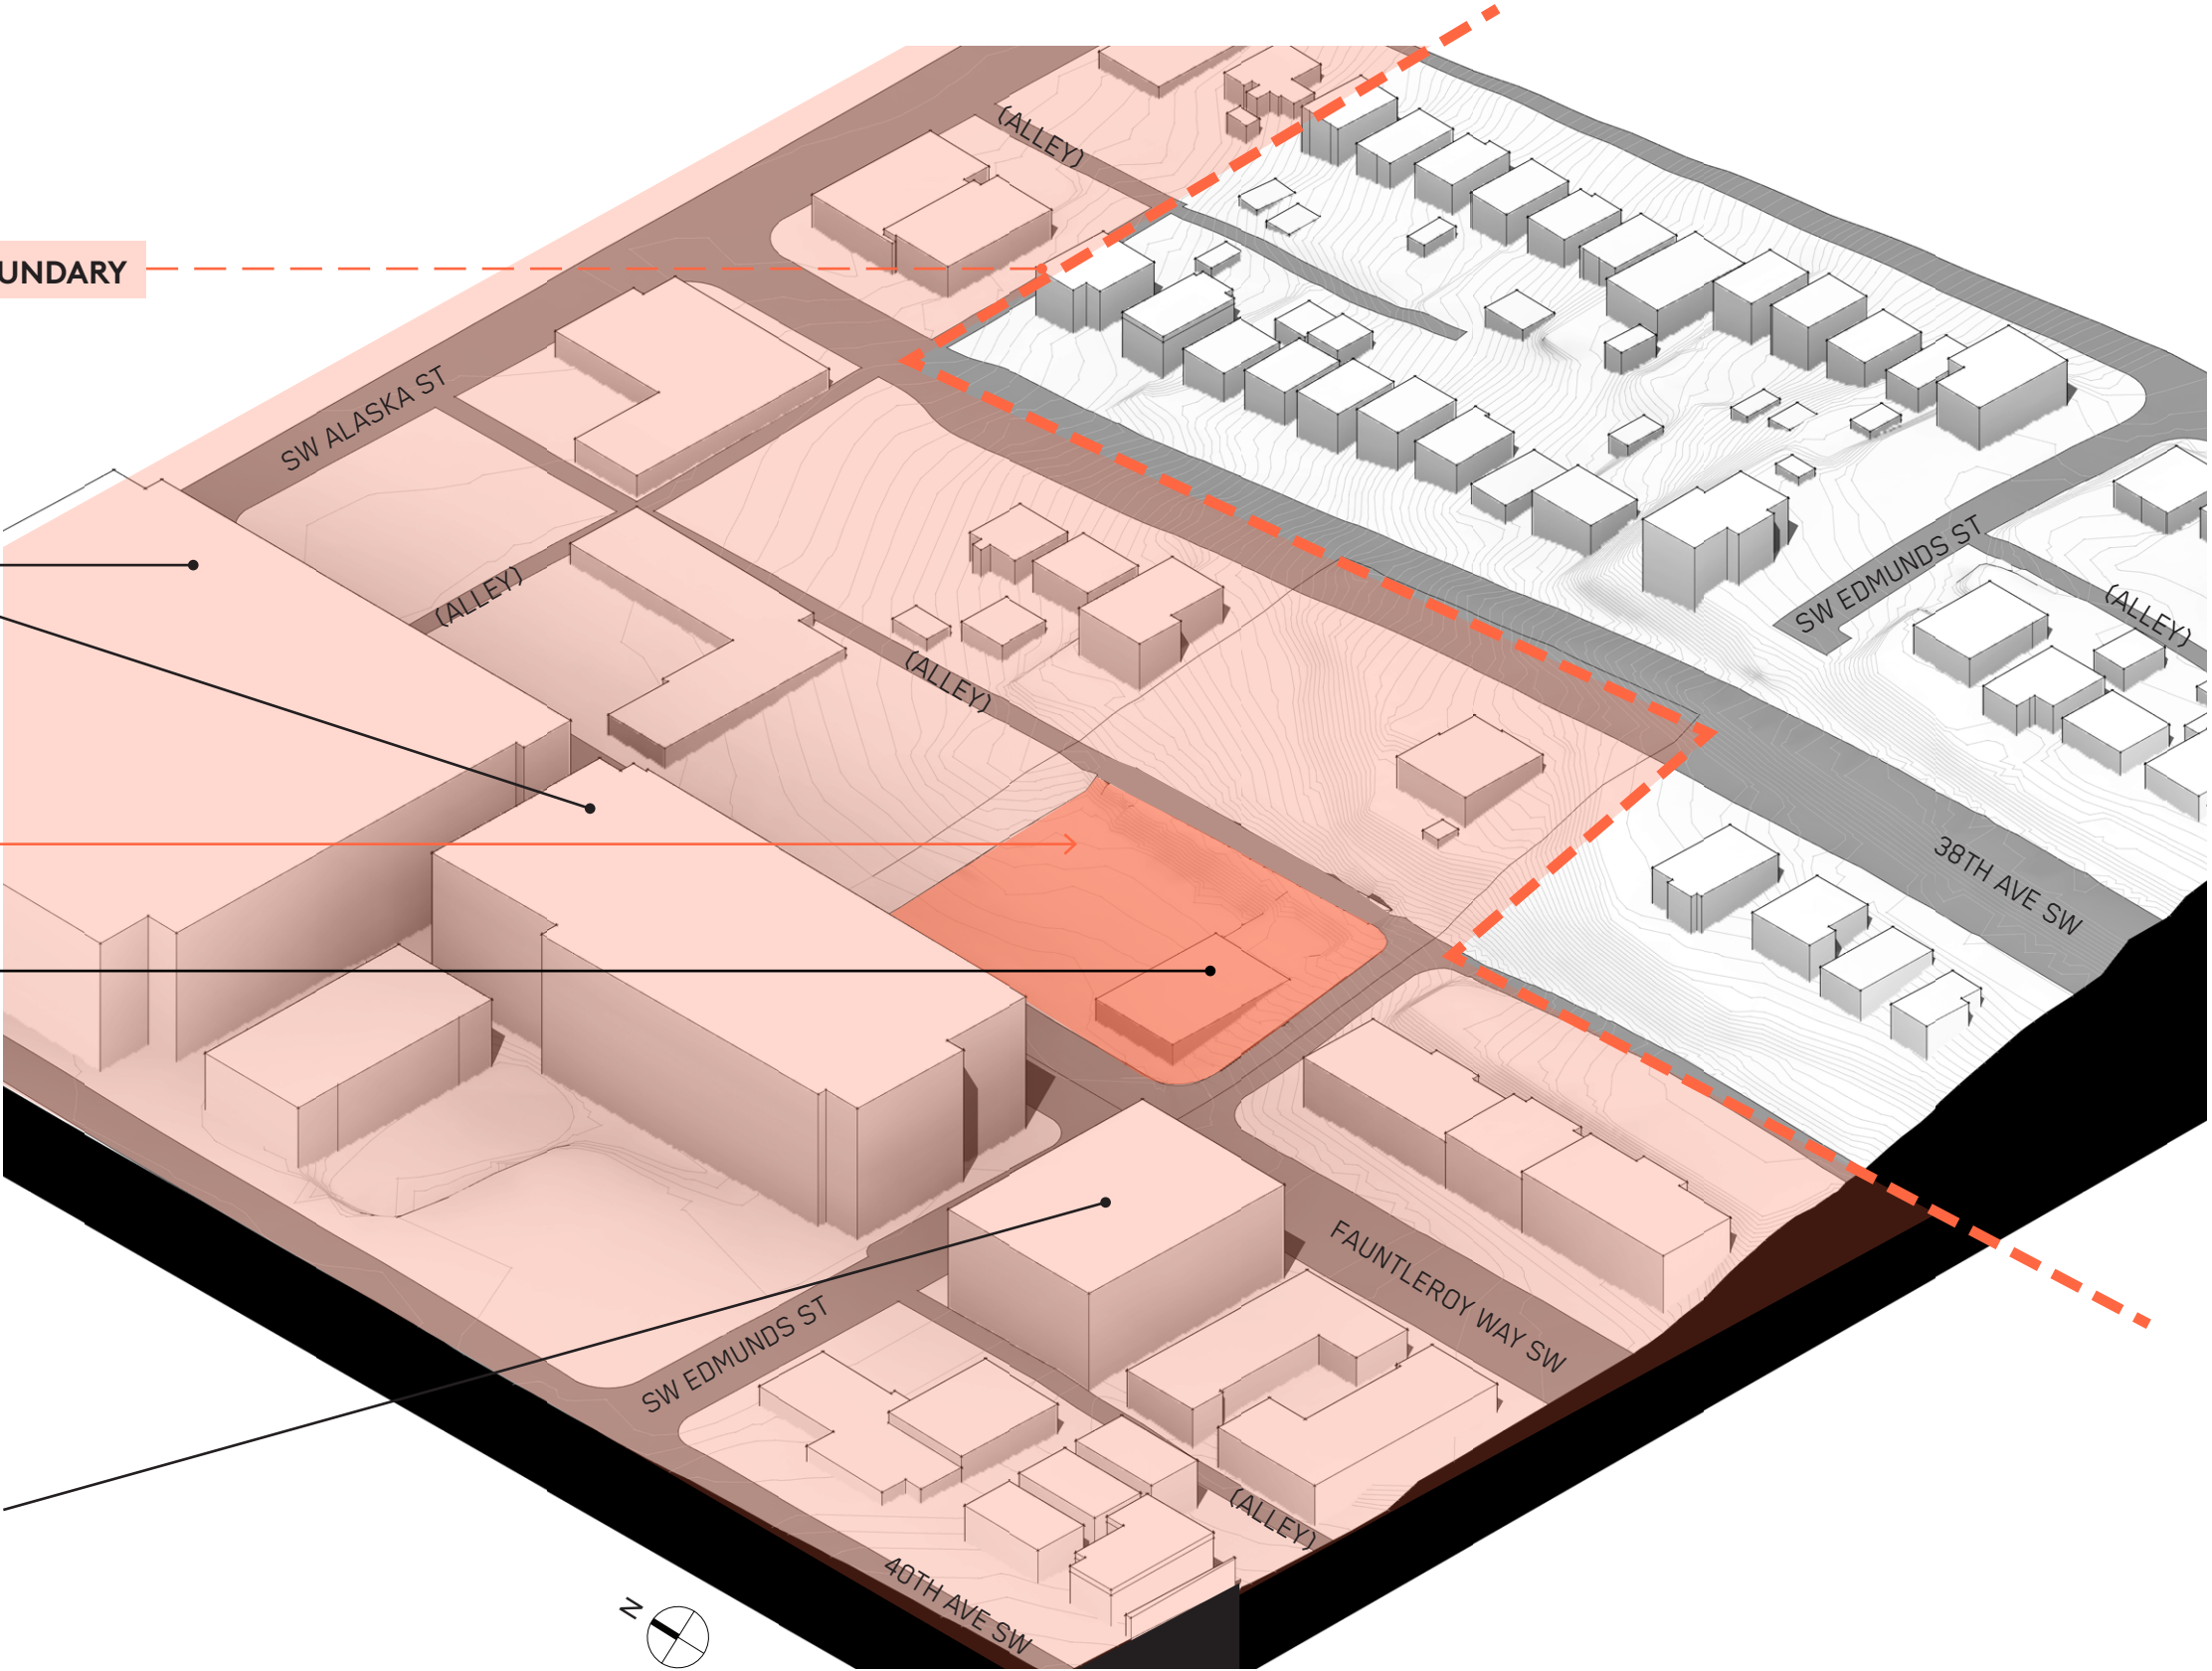 (ALLEY)
UNDARY
SW ALASKA ST
(ALLEY)
SW EDMUNDS ST
(ALLEY)
(ALLEY)
38TH AVE SW
FAUNTLEROY WAY SW
SW EDMUNDS ST
(ALLEY)
40TH AVE SW
N